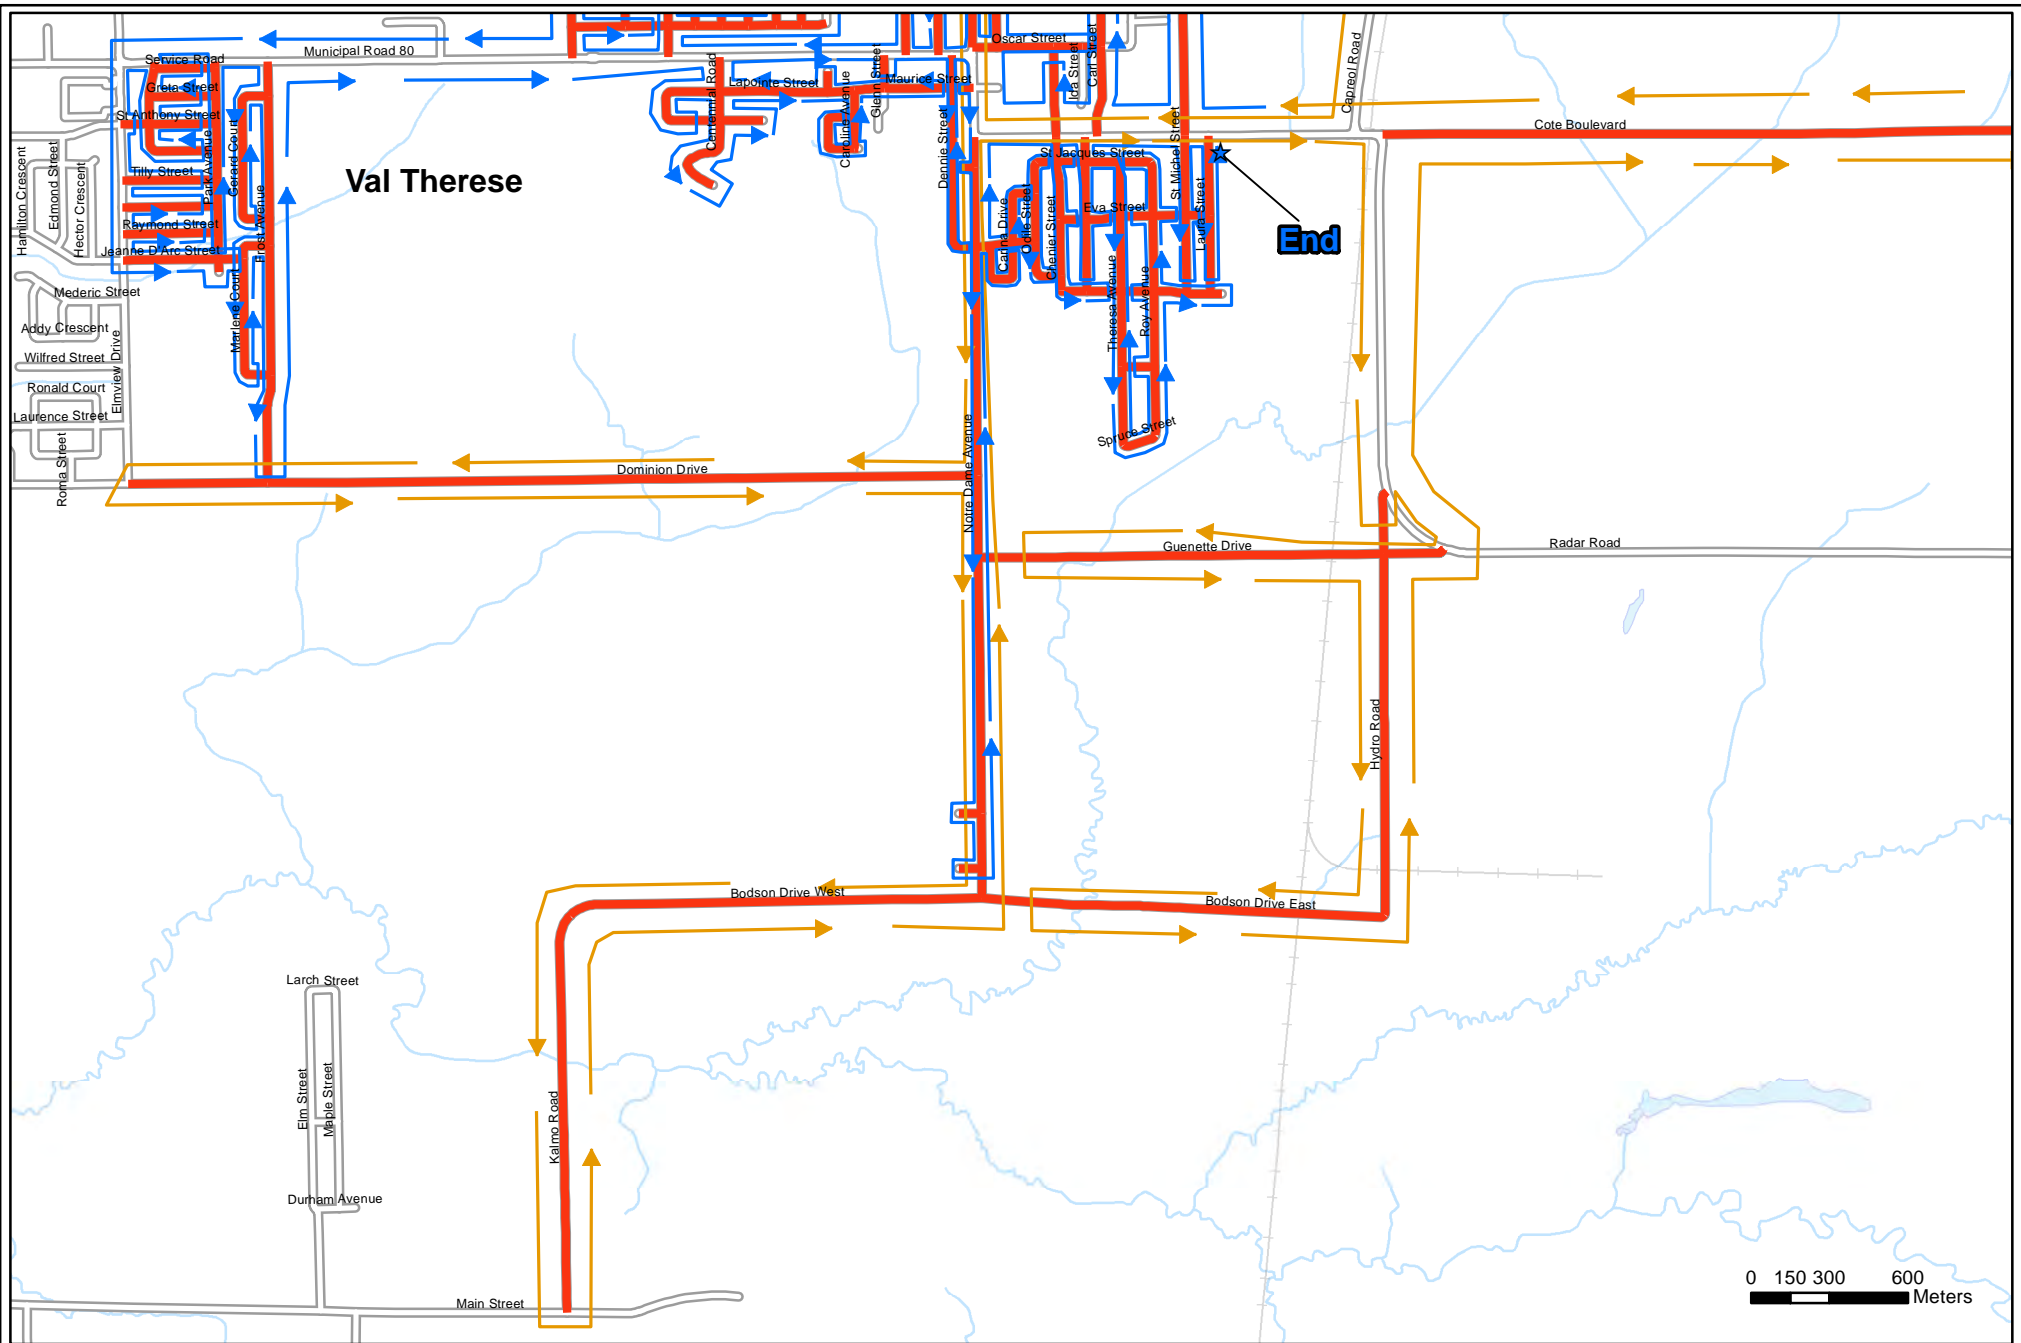 Oscar Street
Municipal Road 80
Service Road
Capreol Road
Carl Street
Ida Street
Glenn Street
Maurice Street
Centennial Road
Lapointe Street
Greta Street
St Anthony Street
Cote Boulevard
Caroline Avenue
Dennie Street
St Jacques Street
St Michel Street
Hamilton Crescent
Edmond Street
Hector Crescent
Tilly Street
Park Avenue
Gerard Court
Val Therese
Frost Avenue
Raymond Street
Jeanne D'Arc Street
Carina Drive
Odile Street
Chenier Street
Eva Street
Laura Street
End
Mederic Street
Addy Crescent
Marlene Court
Theresa Avenue
Roy Avenue
Wilfred Street
Elmview Drive
Ronald Court
Laurence Street
Roma Street
Spruce Street
Dominion Drive
Notre Dame Avenue
Guenette Drive
Radar Road
Hydro Road
Bodson Drive West
Bodson Drive East
Larch Street
Elm Street
Maple Street
Kalmo Road
Durham Avenue
Main Street
0 150 300 600
Meters